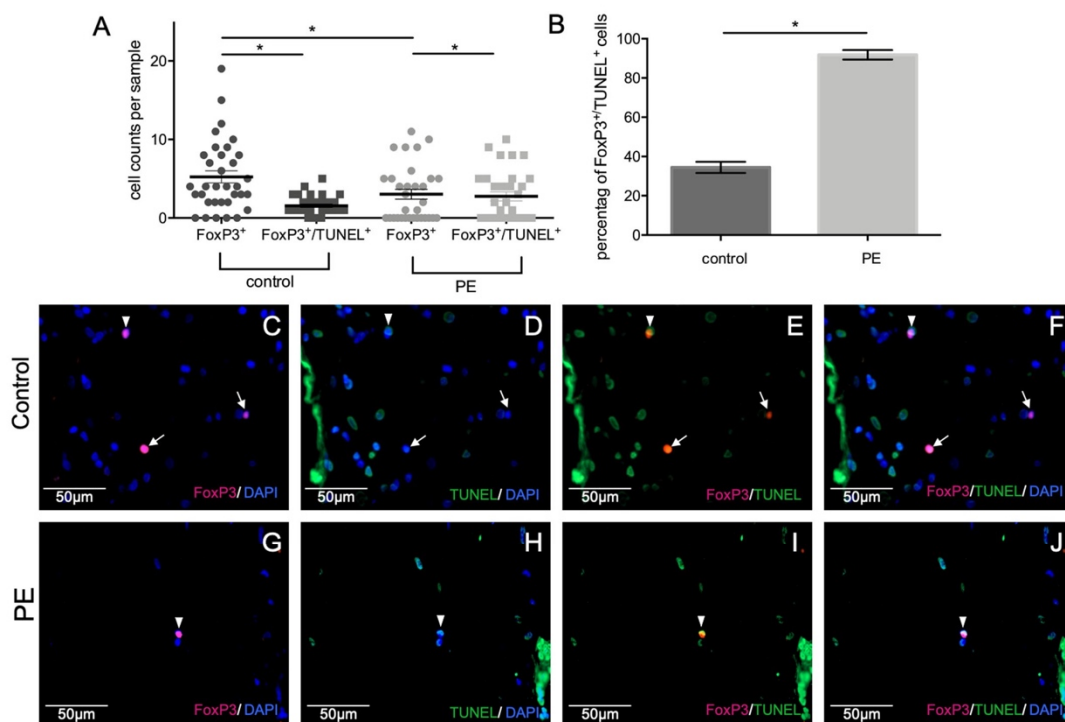 A
cell counts per sample
20
10
0
*
*
*
*
FoxP3⁺
FoxP3⁺/TUNEL⁺
FoxP3⁺
FoxP3⁺/TUNEL⁺
control
PE
B
percentag of FoxP3⁺/TUNEL⁺ cells
100
80
60
40
20
0
*
control
PE
Control
C
50µm
FoxP3/ DAPI
D
50µm
TUNEL/ DAPI
E
50µm
FoxP3/TUNEL
F
50µm
FoxP3/TUNEL/ DAPI
PE
G
50µm
FoxP3/ DAPI
H
50µm
TUNEL/ DAPI
I
50µm
FoxP3/TUNEL
J
50µm
FoxP3/TUNEL/ DAPI